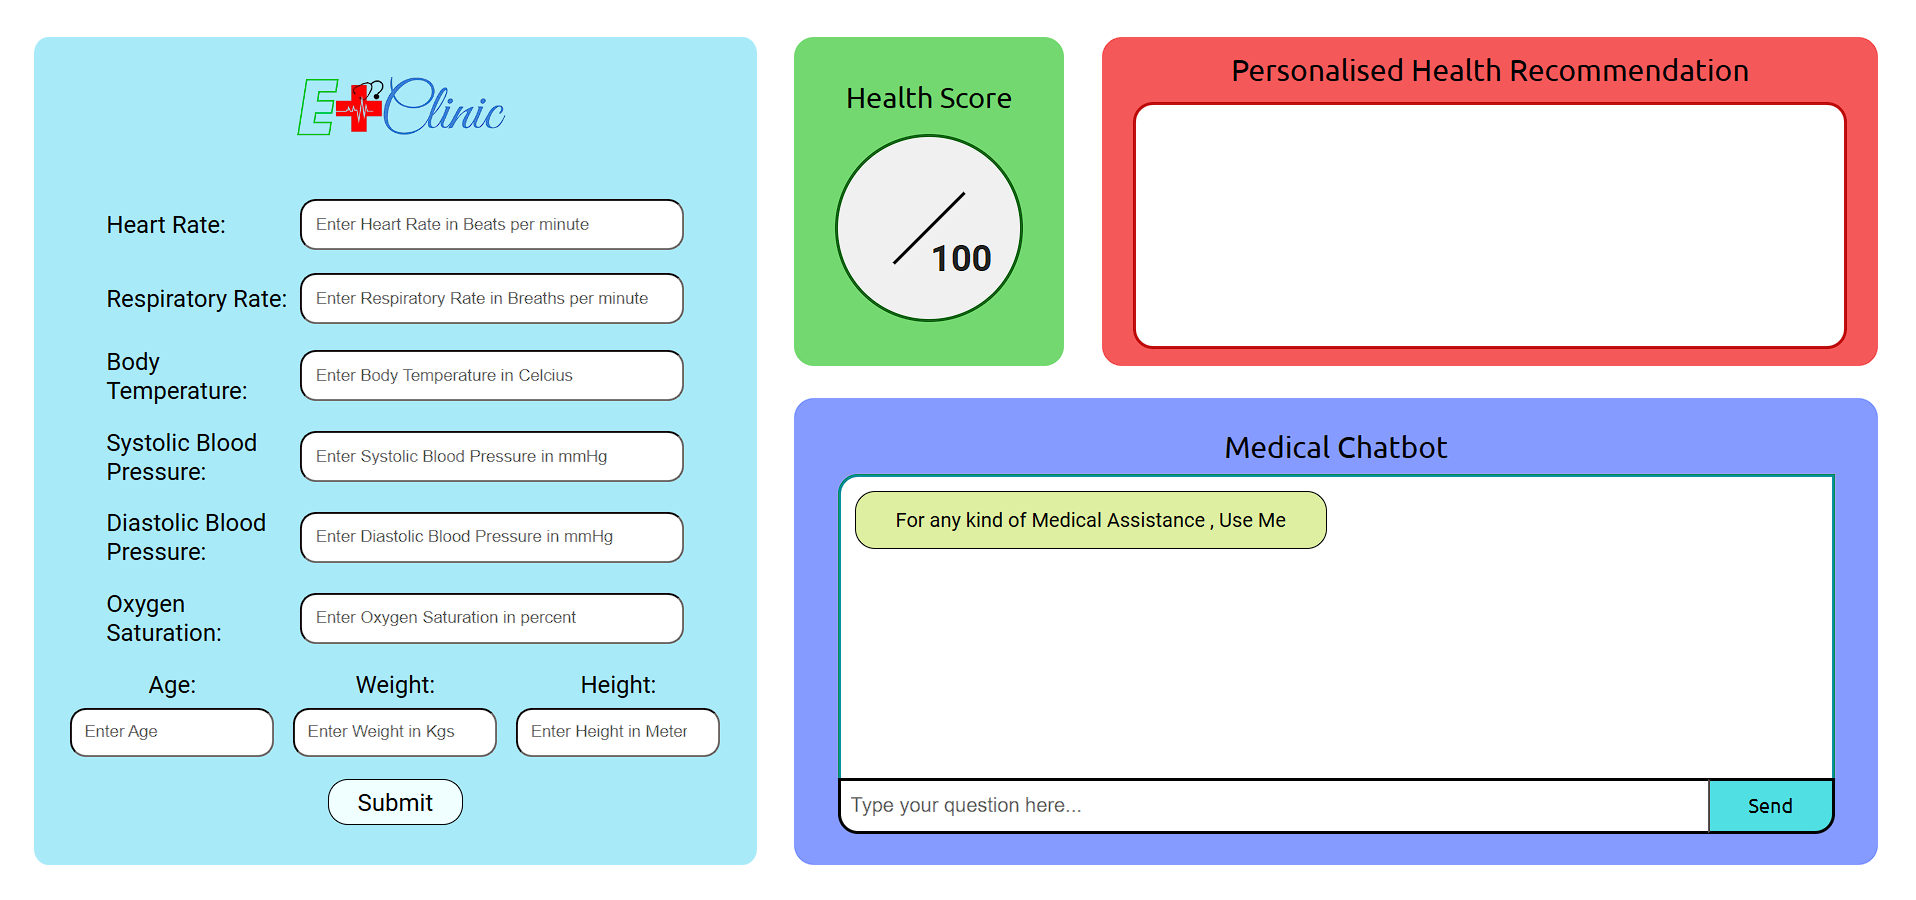 E Clinic
Heart Rate:
Enter Heart Rate in Beats per minute
Respiratory Rate:
Enter Respiratory Rate in Breaths per minute
Body
Temperature:
Enter Body Temperature in Celcius
Systolic Blood
Pressure:
Enter Systolic Blood Pressure in mmHg
Diastolic Blood
Pressure:
Enter Diastolic Blood Pressure in mmHg
Oxygen
Saturation:
Enter Oxygen Saturation in percent
Age:
Weight:
Height:
Enter Age
Enter Weight in Kgs
Enter Height in Meter
Submit
Health Score
100
Personalised Health Recommendation
Medical Chatbot
For any kind of Medical Assistance , Use Me
Type your question here...
Send